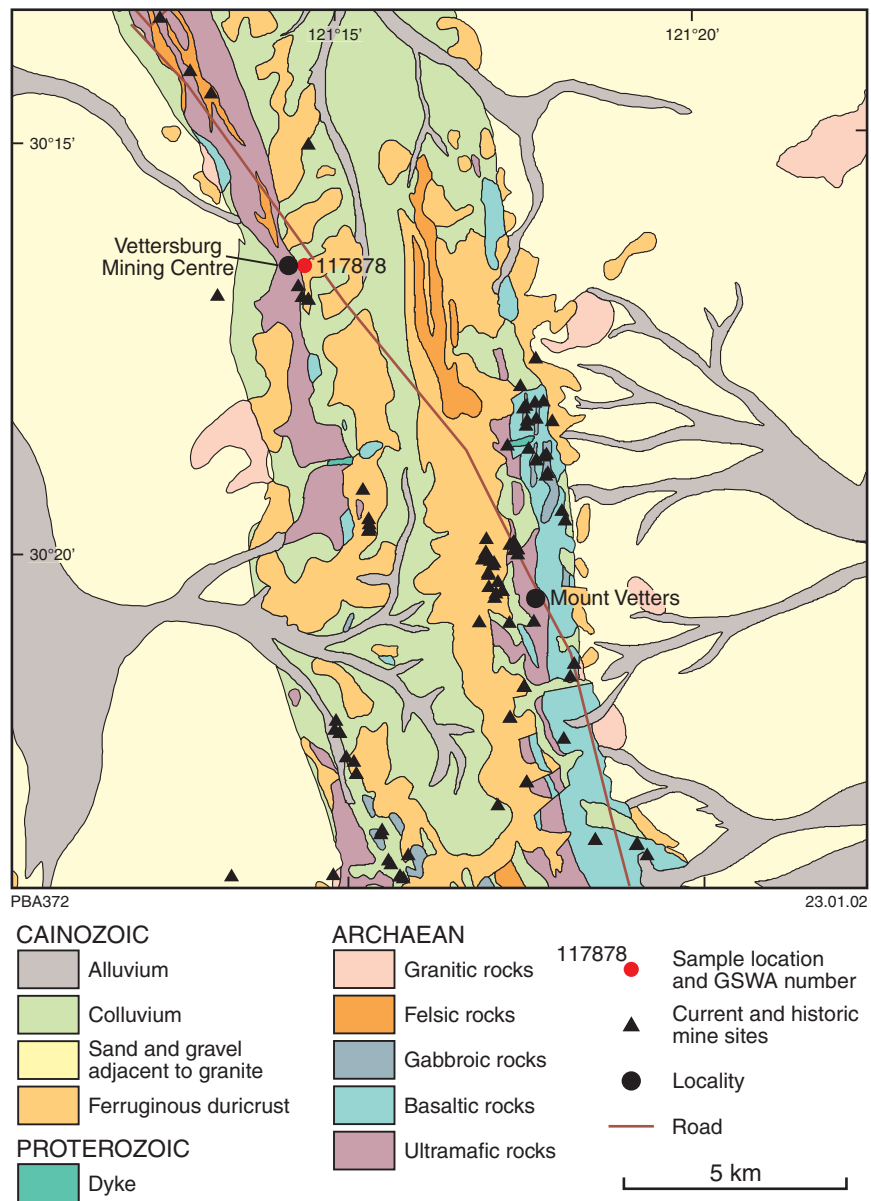 121°15'
121°20'
30°15'
Vettersburg
Mining Centre
117878
30°20'
Mount Vetters
PBA372
23.01.02
CAINOZOIC
Alluvium
Colluvium
Sand and gravel
adjacent to granite
Ferruginous duricrust
PROTEROZOIC
Dyke
ARCHAEAN
Granitic rocks
Felsic rocks
Gabbroic rocks
Basaltic rocks
Ultramafic rocks
117878
Sample location
and GSWA number
Current and historic
mine sites
Locality
Road
5 km